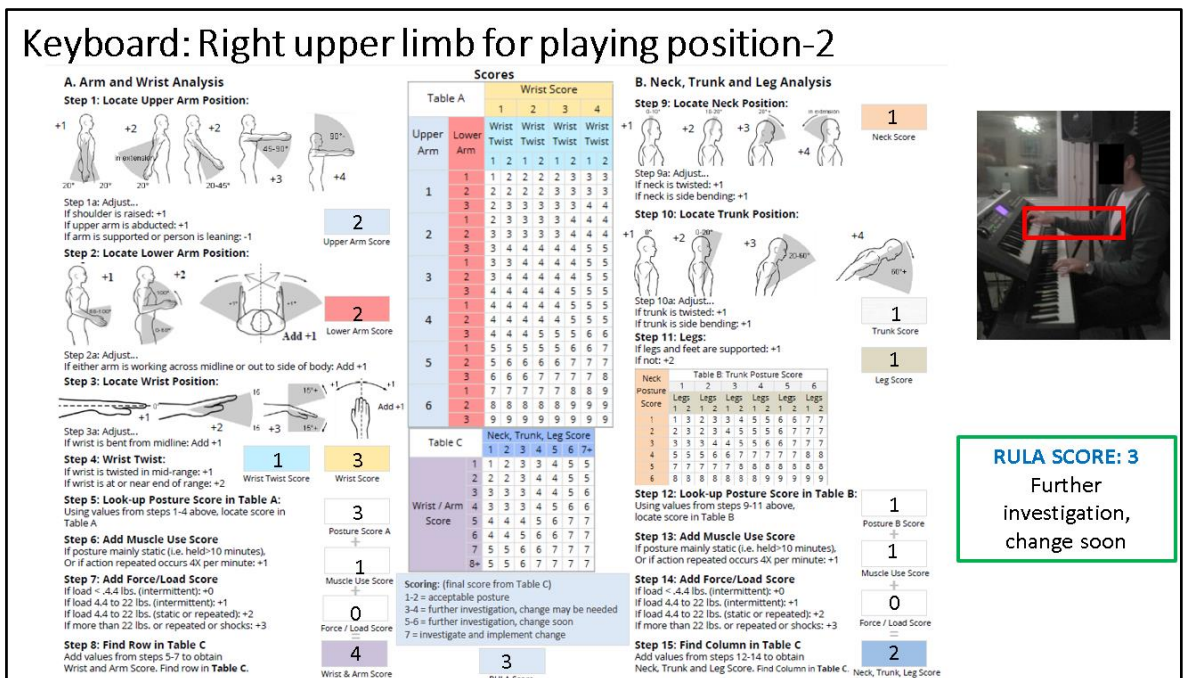 Keyboard: Right upper limb for playing position-2
A. Arm and Wrist Analysis
Step 1: Locate Upper Arm Position:
+1
+2
+2
+3
+4
in extension
20° 20°
20°
20-45°
45-90°
90°
Step 1a: Adjust...
If shoulder is raised: +1
If upper arm is abducted: +1
If arm is supported or person is leaning: -1
2
Upper Arm Score
Step 2: Locate Lower Arm Position:
+1
+2
100°
+1°
+1°
Add +1
2
Lower Arm Score
Step 2a: Adjust...
If either arm is working across midline or out to side of body: Add +1
Step 3: Locate Wrist Position:
+1
+2
+3
15°+
15°+
+1
+1
Add +1
Step 3a: Adjust...
If wrist is bent from midline: Add +1
Step 4: Wrist Twist:
If wrist is twisted in mid-range: +1
If wrist is at or near end of range: +2
1
Wrist Twist Score
3
Wrist Score
Step 5: Look-up Posture Score in Table A:
Using values from steps 1-4 above, locate score in
Table A
3
Posture Score A
+
Step 6: Add Muscle Use Score
If posture mainly static (i.e. held>10 minutes),
Or if action repeated occurs 4X per minute: +1
1
Muscle Use Score
+
Step 7: Add Force/Load Score
If load < .4.4 lbs. (intermittent): +0
If load 4.4 to 22 lbs. (intermittent): +1
If load 4.4 to 22 lbs. (static or repeated): +2
If more than 22 lbs. or repeated or shocks: +3
0
Force / Load Score
=
Step 8: Find Row in Table C
Add values from steps 5-7 to obtain
Wrist and Arm Score. Find row in Table C.
4
Wrist & Arm Score
Scores
Table A
Wrist Score
1 2 3 4
Upper Arm
Lower Arm
Wrist Twist Wrist Twist Wrist Twist Wrist Twist
1 2 1 2 1 2 1 2
1
1 1 2 2 2 2 3 3 3
2 2 2 2 2 3 3 3 3
3 2 3 3 3 3 3 4 4
2
1 2 3 3 3 3 4 4 4
2 3 3 3 3 3 4 4 4
3 3 4 4 4 4 4 5 5
3
1 3 3 4 4 4 4 5 5
2 3 4 4 4 4 4 5 5
3 4 4 4 4 4 5 5 5
4
1 4 4 4 4 4 5 5 5
2 4 4 4 4 4 5 5 5
3 4 4 4 5 5 5 6 6
5
1 5 5 5 5 5 6 6 7
2 5 6 6 6 6 7 7 7
3 6 6 6 7 7 7 7 8
6
1 7 7 7 7 7 8 8 9
2 8 8 8 8 8 9 9 9
3 9 9 9 9 9 9 9 9
Table C
Neck, Trunk, Leg Score
1 2 3 4 5 6 7+
Wrist / Arm Score
1 1 2 3 3 4 5 5
2 2 2 3 4 4 5 5
3 3 3 3 4 4 5 6
4 3 3 3 4 5 6 6
5 4 4 4 5 6 7 7
6 4 4 5 6 6 7 7
7 5 5 6 6 7 7 7
8+ 5 5 6 7 7 7 7
Scoring: (final score from Table C)
1-2 = acceptable posture
3-4 = further investigation, change may be needed
5-6 = further investigation, change soon
7 = investigate and implement change
3
B. Neck, Trunk and Leg Analysis
Step 9: Locate Neck Position:
+1
+2
+3
+4
in extension
1
Neck Score
Step 9a: Adjust...
If neck is twisted: +1
If neck is side bending: +1
Step 10: Locate Trunk Position:
+1
+2
+3
+4
0°
0-20°
20-60°
60°+
Step 10a: Adjust...
If trunk is twisted: +1
If trunk is side bending: +1
1
Trunk Score
Step 11: Legs:
If legs and feet are supported: +1
If not: +2
1
Leg Score
Neck Posture Score
Table B: Trunk Posture Score
1 2 3 4 5 6
Legs Legs Legs Legs Legs Legs
1 2 1 2 1 2 1 2 1 2 1 2
1 1 3 2 3 3 4 5 5 6 6 7 7
2 2 3 2 3 4 5 5 5 6 7 7 7
3 3 3 3 4 4 5 5 6 6 7 7 7
4 5 5 5 6 6 7 7 7 7 7 8 8
5 7 7 7 7 7 8 8 8 8 8 8 8
6 8 8 8 8 8 8 8 9 9 9 9 9
Step 12: Look-up Posture Score in Table B:
Using values from steps 9-11 above,
locate score in Table B
1
Posture B Score
+
Step 13: Add Muscle Use Score
If posture mainly static (i.e. held>10 minutes),
Or if action repeated occurs 4X per minute: +1
1
Muscle Use Score
+
Step 14: Add Force/Load Score
If load < .4.4 lbs. (intermittent): +0
If load 4.4 to 22 lbs. (intermittent): +1
If load 4.4 to 22 lbs. (static or repeated): +2
If more than 22 lbs. or repeated or shocks: +3
0
Force / Load Score
=
Step 15: Find Column in Table C
Add values from steps 12-14 to obtain
Neck, Trunk and Leg Score. Find Column in Table C.
2
Neck, Trunk, Leg Score
RULA SCORE: 3
Further
investigation,
change soon